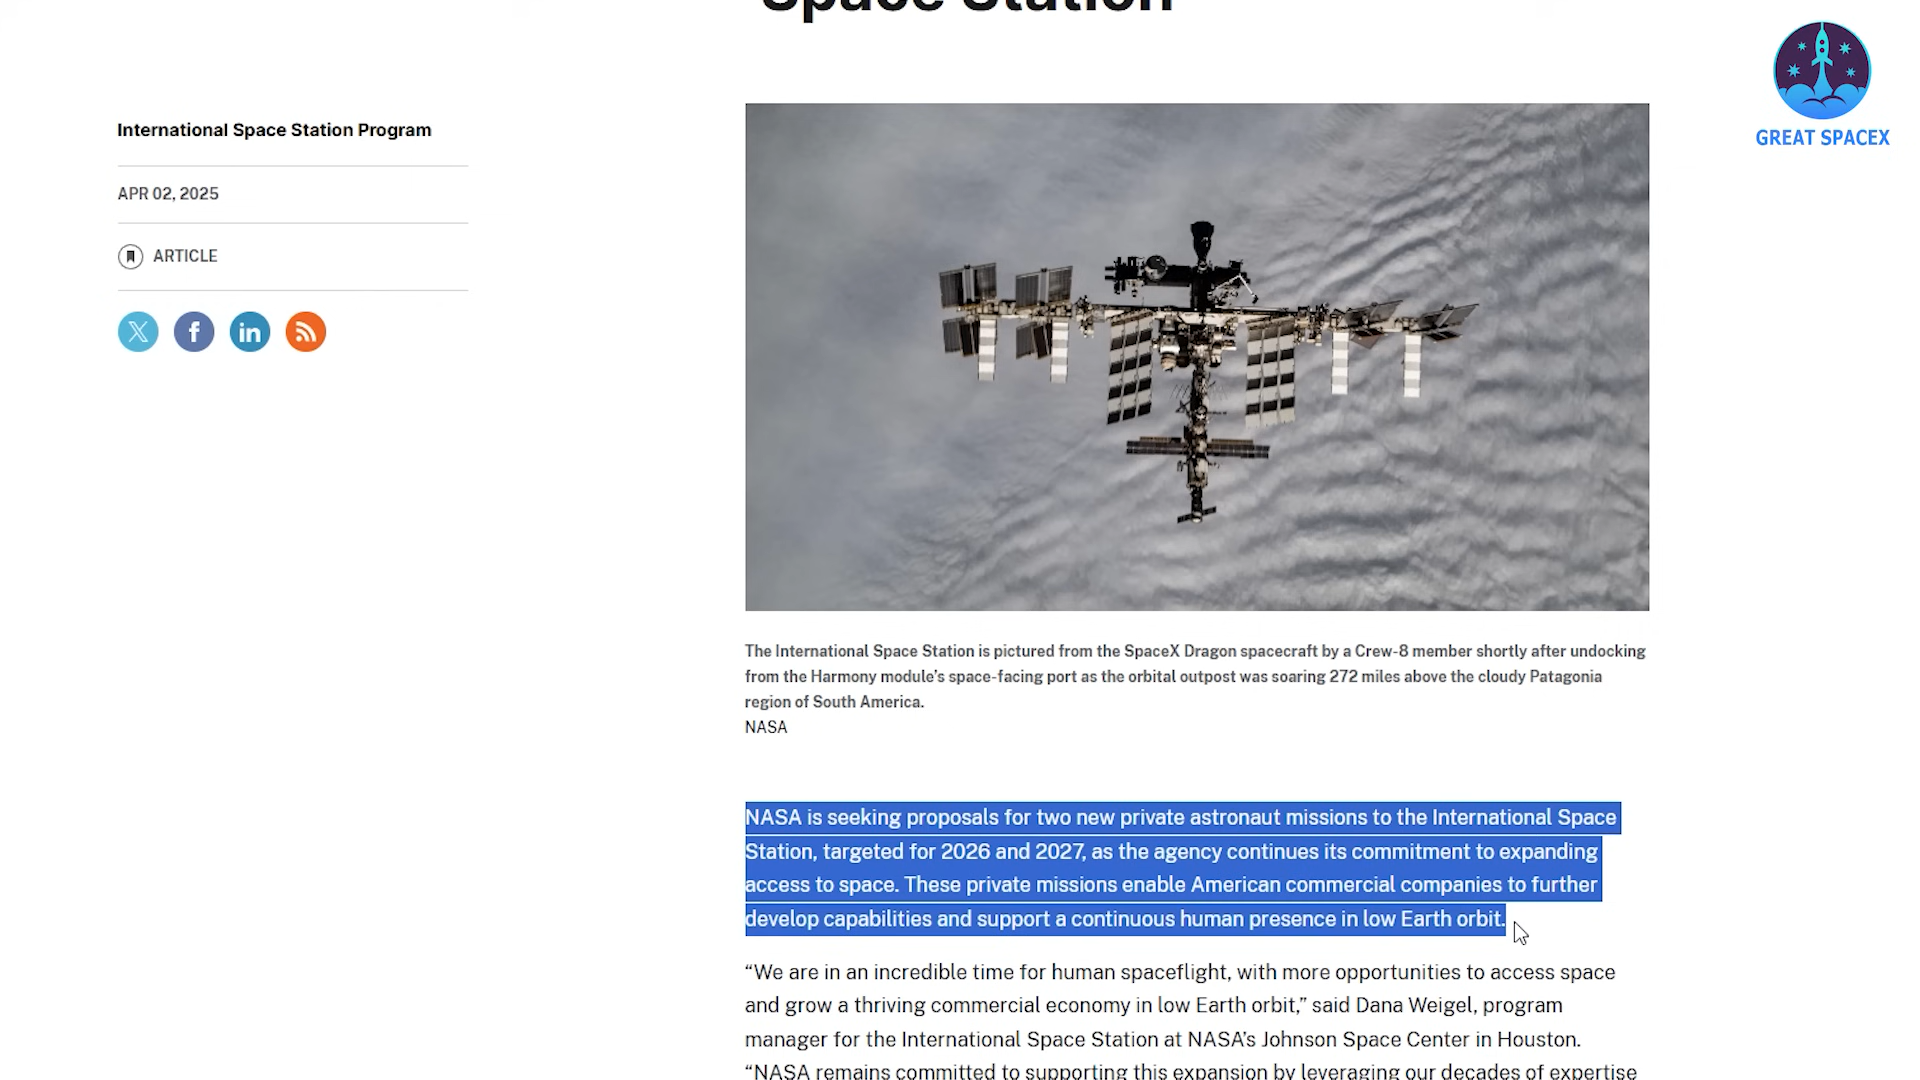 Space Station
GREAT SPACEX
International Space Station Program
APR 02, 2025
ARTICLE
The International Space Station is pictured from the SpaceX Dragon spacecraft by a Crew-8 member shortly after undocking
from the Harmony module’s space-facing port as the orbital outpost was soaring 272 miles above the cloudy Patagonia
region of South America.
NASA
NASA is seeking proposals for two new private astronaut missions to the International Space
Station, targeted for 2026 and 2027, as the agency continues its commitment to expanding
access to space. These private missions enable American commercial companies to further
develop capabilities and support a continuous human presence in low Earth orbit.
“We are in an incredible time for human spaceflight, with more opportunities to access space
and grow a thriving commercial economy in low Earth orbit,” said Dana Weigel, program
manager for the International Space Station at NASA’s Johnson Space Center in Houston.
“NASA remains committed to supporting this expansion by leveraging our decades of expertise